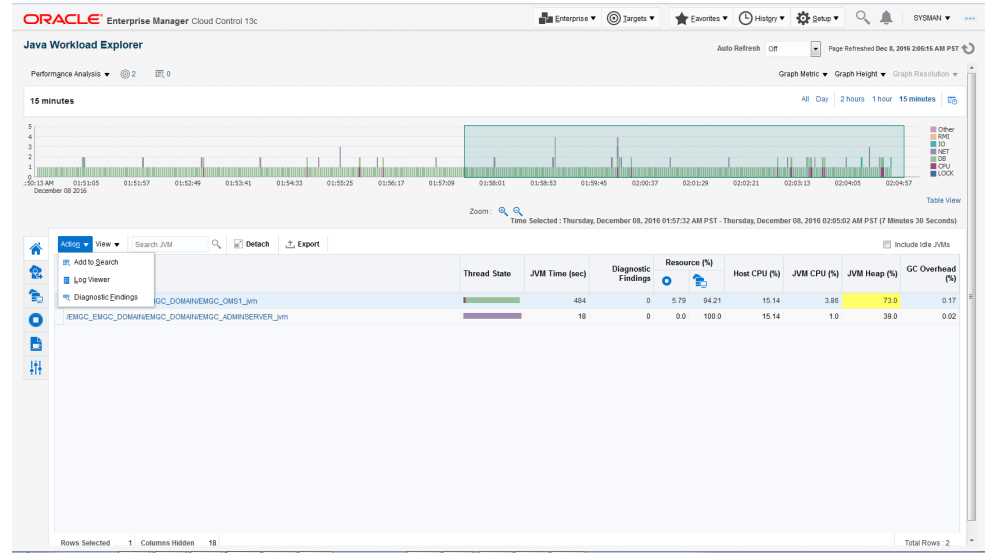 ORACLE Enterprise Manager Cloud Control 13c
Enterprise Targets Favorites History Setup SYSMAN
Java Workload Explorer
Auto Refresh Off Page Refreshed Dec 8, 2016 2:05:15 AM PST
Performance Analysis 2 0
Graph Metric Graph Height Graph Resolution
15 minutes
All Day 2 hours 1 hour 15 minutes
5
4
3
2
1
0
Other
RMI
IO
NET
DB
CPU
LOCK
:50:13 AM 01:51:05 01:51:57 01:52:49 01:53:41 01:54:33 01:55:25 01:56:17 01:57:09 01:58:01 01:58:53 01:59:45 02:00:37 02:01:29 02:02:21 02:03:13 02:04:05 02:04:57
December 08 2016
Table View
Zoom :
Time Selected : Thursday, December 08, 2016 01:57:32 AM PST - Thursday, December 08, 2016 02:05:02 AM PST (7 Minutes 30 Seconds)
Action View Search JVM Detach Export Include Idle JVMs
Add to Search
Log Viewer
Diagnostic Findings
Thread State JVM Time (sec) Diagnostic Findings Resource (%) Host CPU (%) JVM CPU (%) JVM Heap (%) GC Overhead (%)
GC_DOMAIN/EMGC_OMS1_jvm 484 0 5.79 94.21 15.14 3.86 73.0 0.17
/EMGC_EMGC_DOMAIN/EMGC_DOMAIN/EMGC_ADMINSERVER_jvm 18 0 0.0 100.0 15.14 1.0 39.0 0.02
Rows Selected 1 Columns Hidden 18
Total Rows : 2